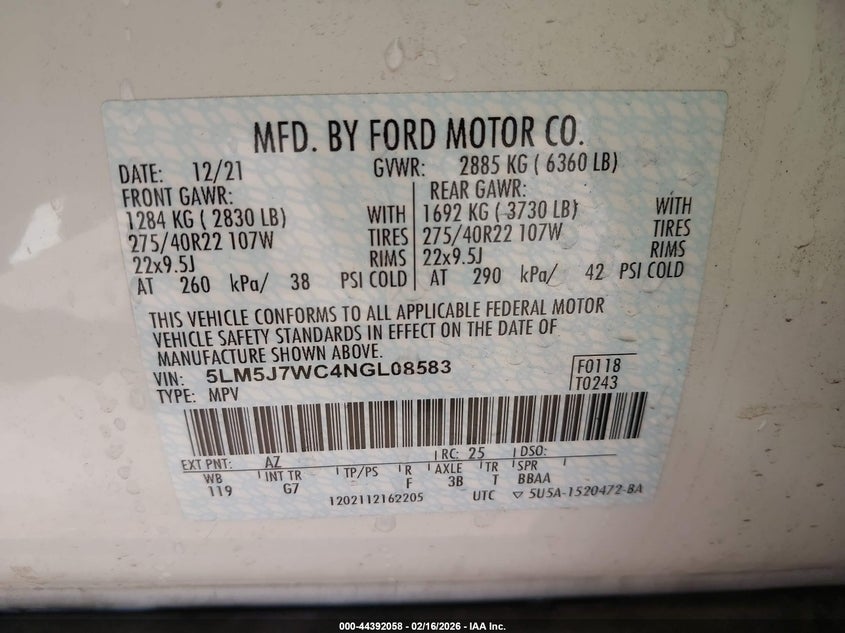 MFD. BY FORD MOTOR CO.
DATE: 12/21 GVWR: 2885 KG ( 6360 LB)
FRONT GAWR: REAR GAWR:
1284 KG ( 2830 LB) WITH 1692 KG ( 3730 LB) WITH
275/40R22 107W TIRES 275/40R22 107W TIRES
22x9.5J RIMS 22x9.5J RIMS
AT 260 kPa/ 38 PSI COLD AT 290 kPa/ 42 PSI COLD
THIS VEHICLE CONFORMS TO ALL APPLICABLE FEDERAL MOTOR
VEHICLE SAFETY STANDARDS IN EFFECT ON THE DATE OF
MANUFACTURE SHOWN ABOVE.
VIN: 5LM5J7WC4NGL08583 F0118
TYPE: MPV T0243
EXT PNT: AZ RC: 25 DSO:
WB INT TR TP/PS R AXLE TR SPR
119 G7 F 3B T BBAA
1202112162205 UTC ▽ 5U5A-1520472-BA
000-44392058 - 02/16/2026 - IAA Inc.